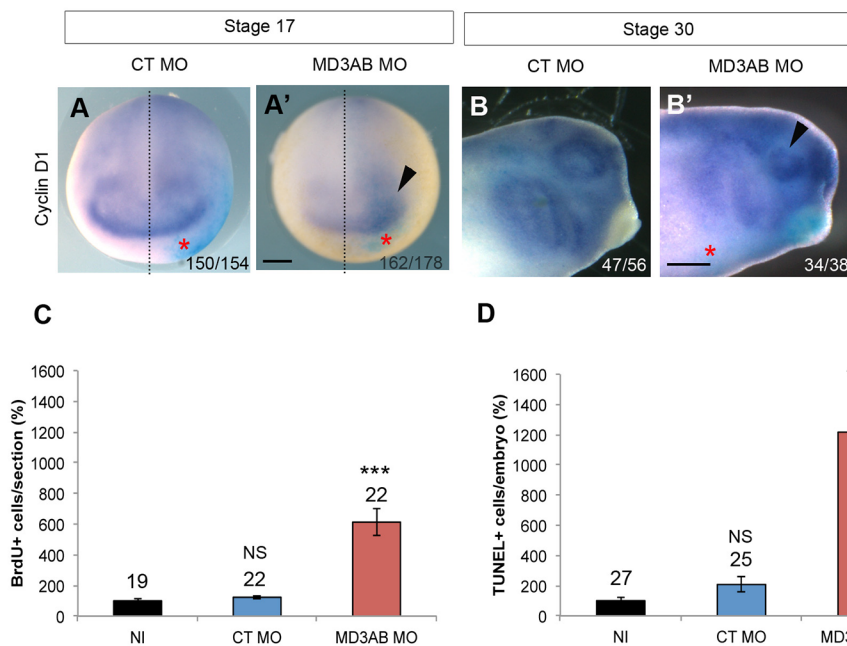 Stage 17
Stage 30
CT MO
MD3AB MO
CT MO
MD3AB MO
Cyclin D1
A
A’
B
B’
*
*
*
150/154
162/178
47/56
34/38
C
D
BrdU+ cells/section (%)
1600
1400
1200
1000
800
600
400
200
0
19
NS
22
***
22
NI
CT MO
MD3AB MO
TUNEL+ cells/embryo (%)
1600
1400
1200
1000
800
600
400
200
0
27
NS
25
NI
CT MO
MD3